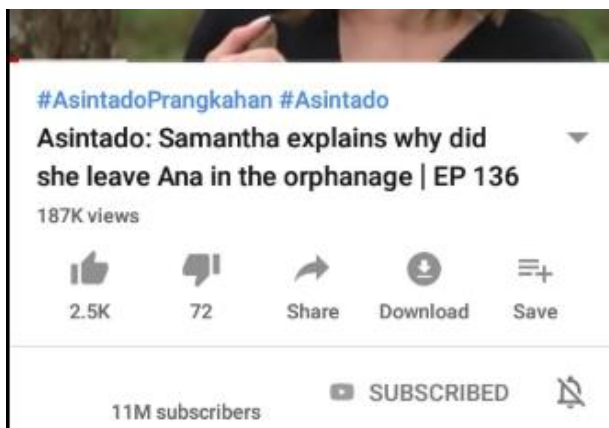 #AsintadoPrangkahan #Asintado
Asintado: Samantha explains why did
she leave Ana in the orphanage | EP 136
187K views
2.5K 72 Share Download Save
SUBSCRIBED
11M subscribers